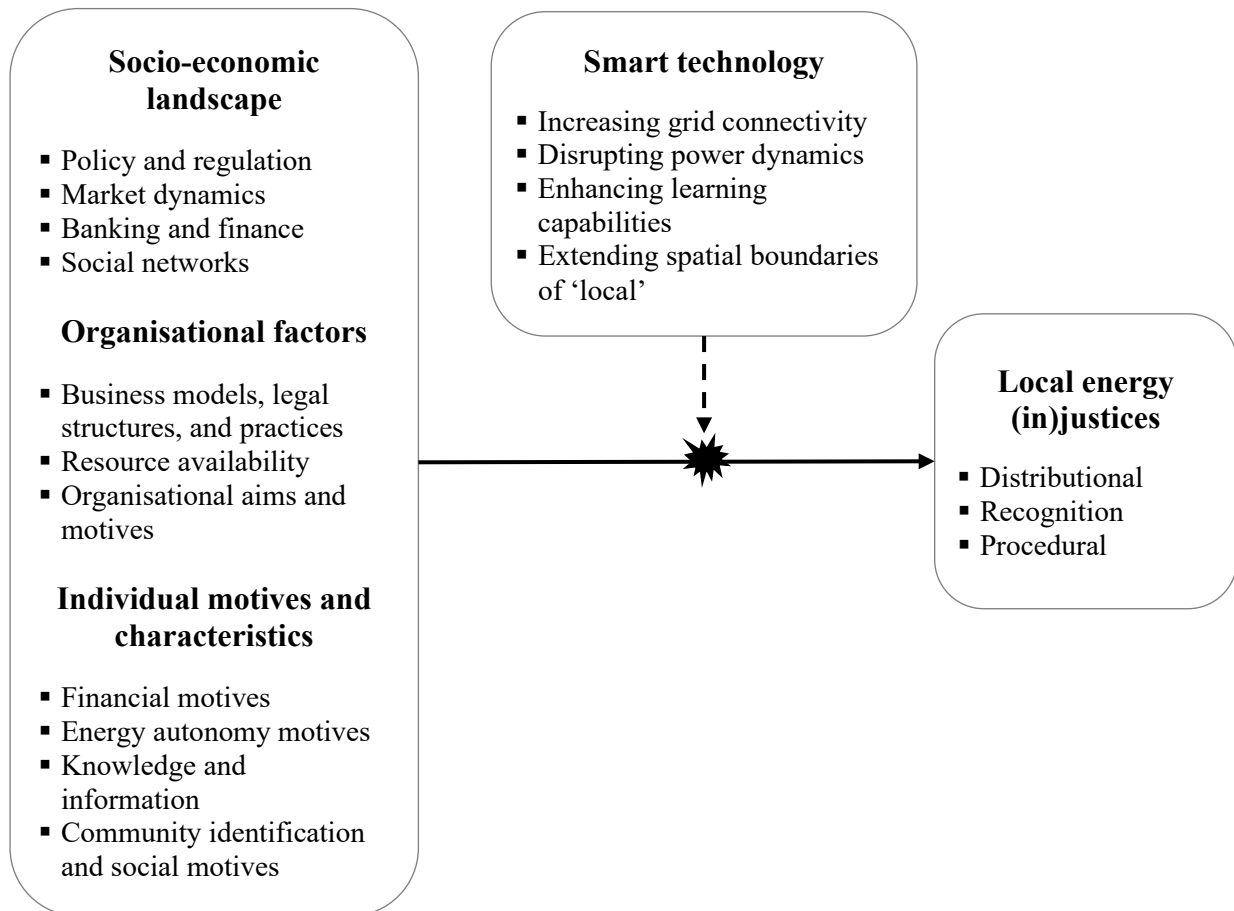 Socio-economic
landscape
▪ Policy and regulation
▪ Market dynamics
▪ Banking and finance
▪ Social networks
Organisational factors
▪ Business models, legal
structures, and practices
▪ Resource availability
▪ Organisational aims and
motives
Individual motives and
characteristics
▪ Financial motives
▪ Energy autonomy motives
▪ Knowledge and
information
▪ Community identification
and social motives
Smart technology
▪ Increasing grid connectivity
▪ Disrupting power dynamics
▪ Enhancing learning
capabilities
▪ Extending spatial boundaries
of ‘local’
Local energy
(in)justices
▪ Distributional
▪ Recognition
▪ Procedural